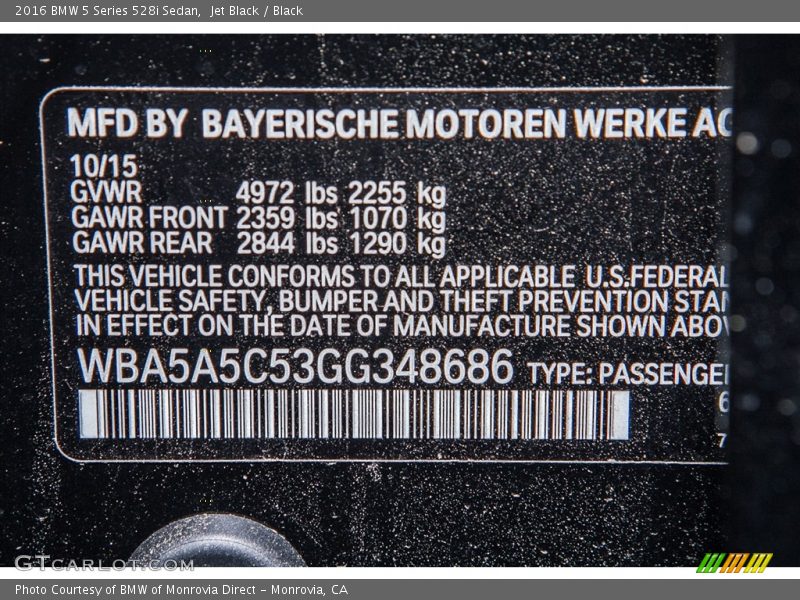 2016 BMW 5 Series 528i Sedan, Jet Black / Black
MFD BY BAYERISCHE MOTOREN WERKE AG
10/15
GVWR 4972 lbs 2255 kg
GAWR FRONT 2359 lbs 1070 kg
GAWR REAR 2844 lbs 1290 kg
THIS VEHICLE CONFORMS TO ALL APPLICABLE U.S.FEDERAL
VEHICLE SAFETY, BUMPER AND THEFT PREVENTION STAN
IN EFFECT ON THE DATE OF MANUFACTURE SHOWN ABOV
WBA5A5C53GG348686 TYPE: PASSENGER
6
7
GTCARLOT.COM
Photo Courtesy of BMW of Monrovia Direct - Monrovia, CA